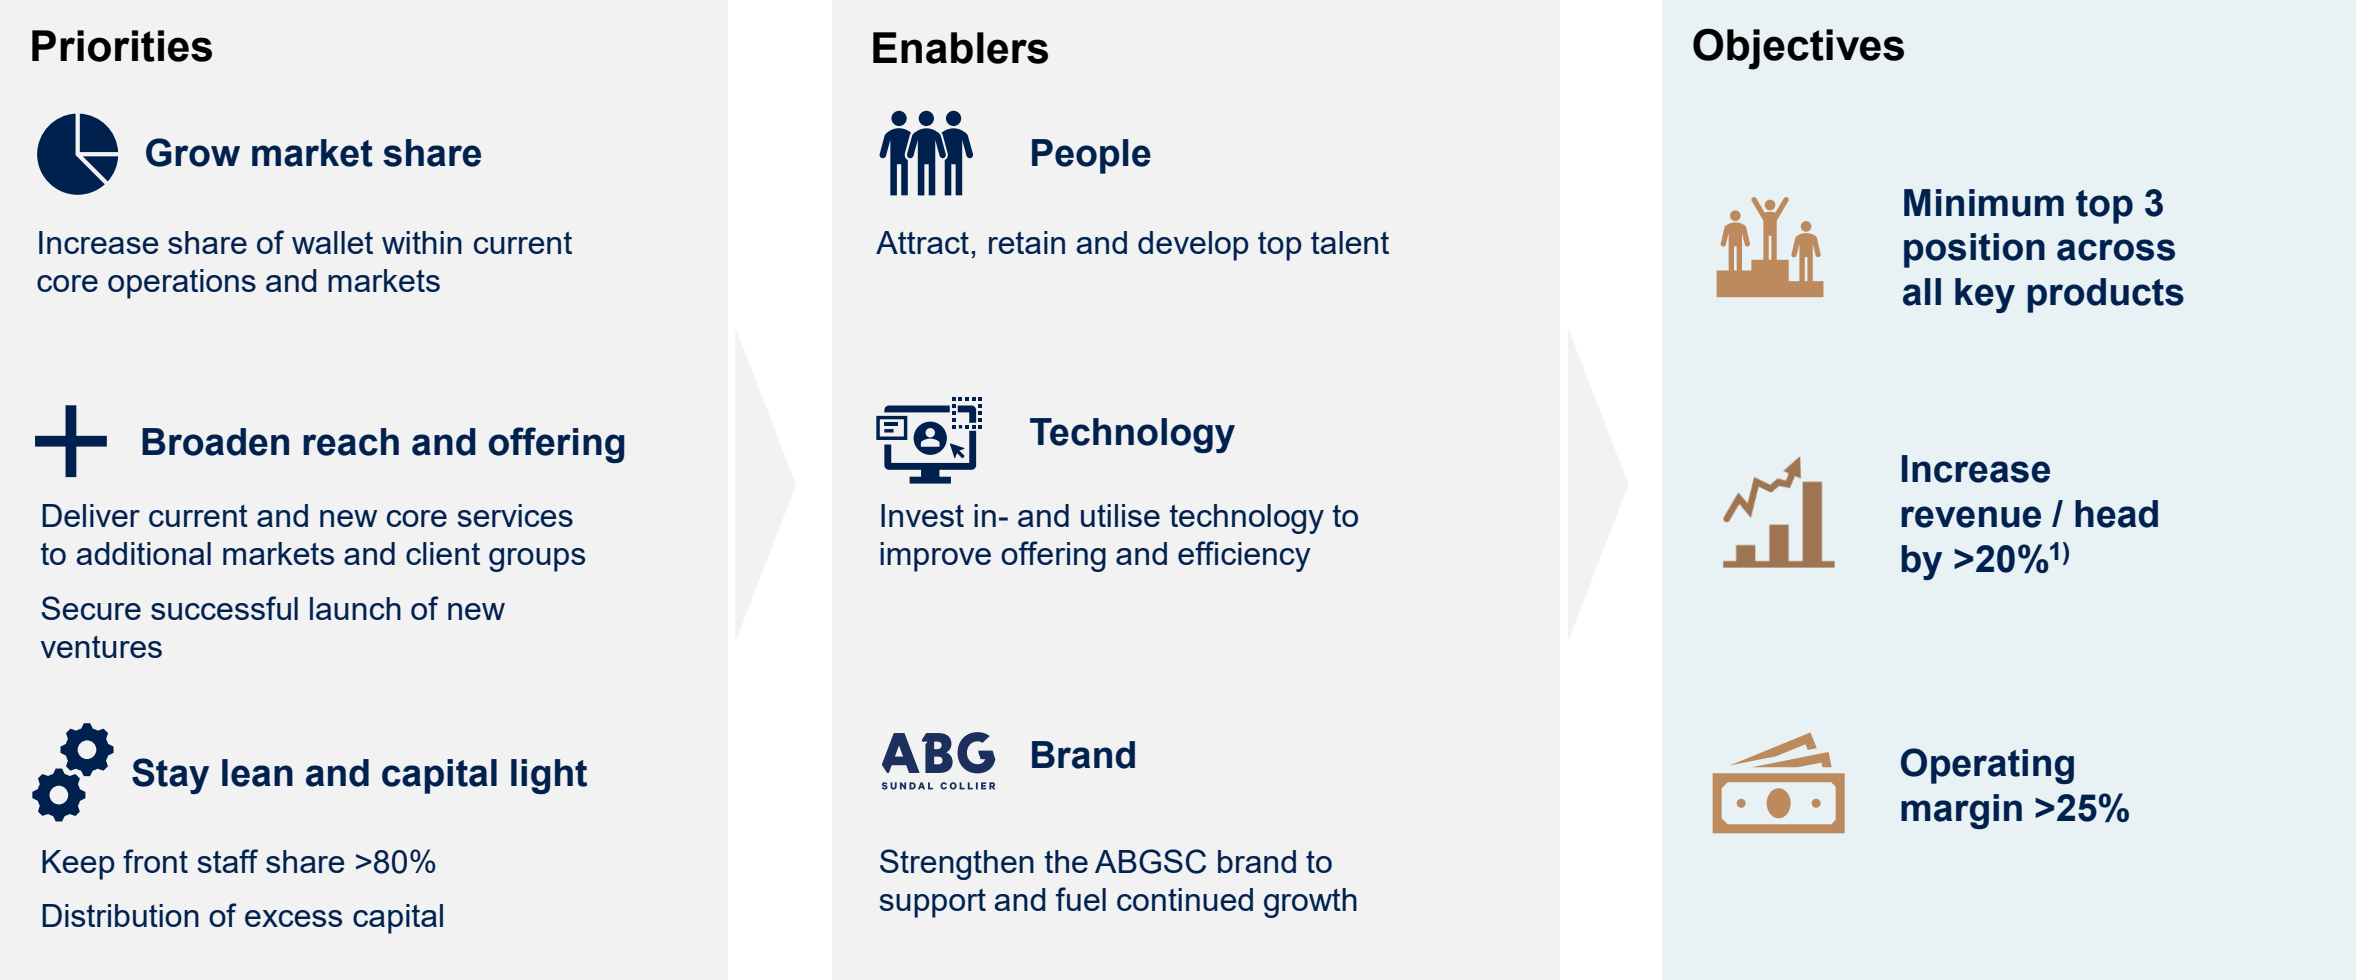 Priorities
Grow market share
Increase share of wallet within current
core operations and markets
Broaden reach and offering
Deliver current and new core services
to additional markets and client groups
Secure successful launch of new
ventures
Stay lean and capital light
Keep front staff share >80%
Distribution of excess capital
Enablers
People
Attract, retain and develop top talent
Technology
Invest in- and utilise technology to
improve offering and efficiency
ABG
SUNDAL COLLIER
Brand
Strengthen the ABGSC brand to
support and fuel continued growth
Objectives
Minimum top 3
position across
all key products
Increase
revenue / head
by >20%¹⁾
Operating
margin >25%